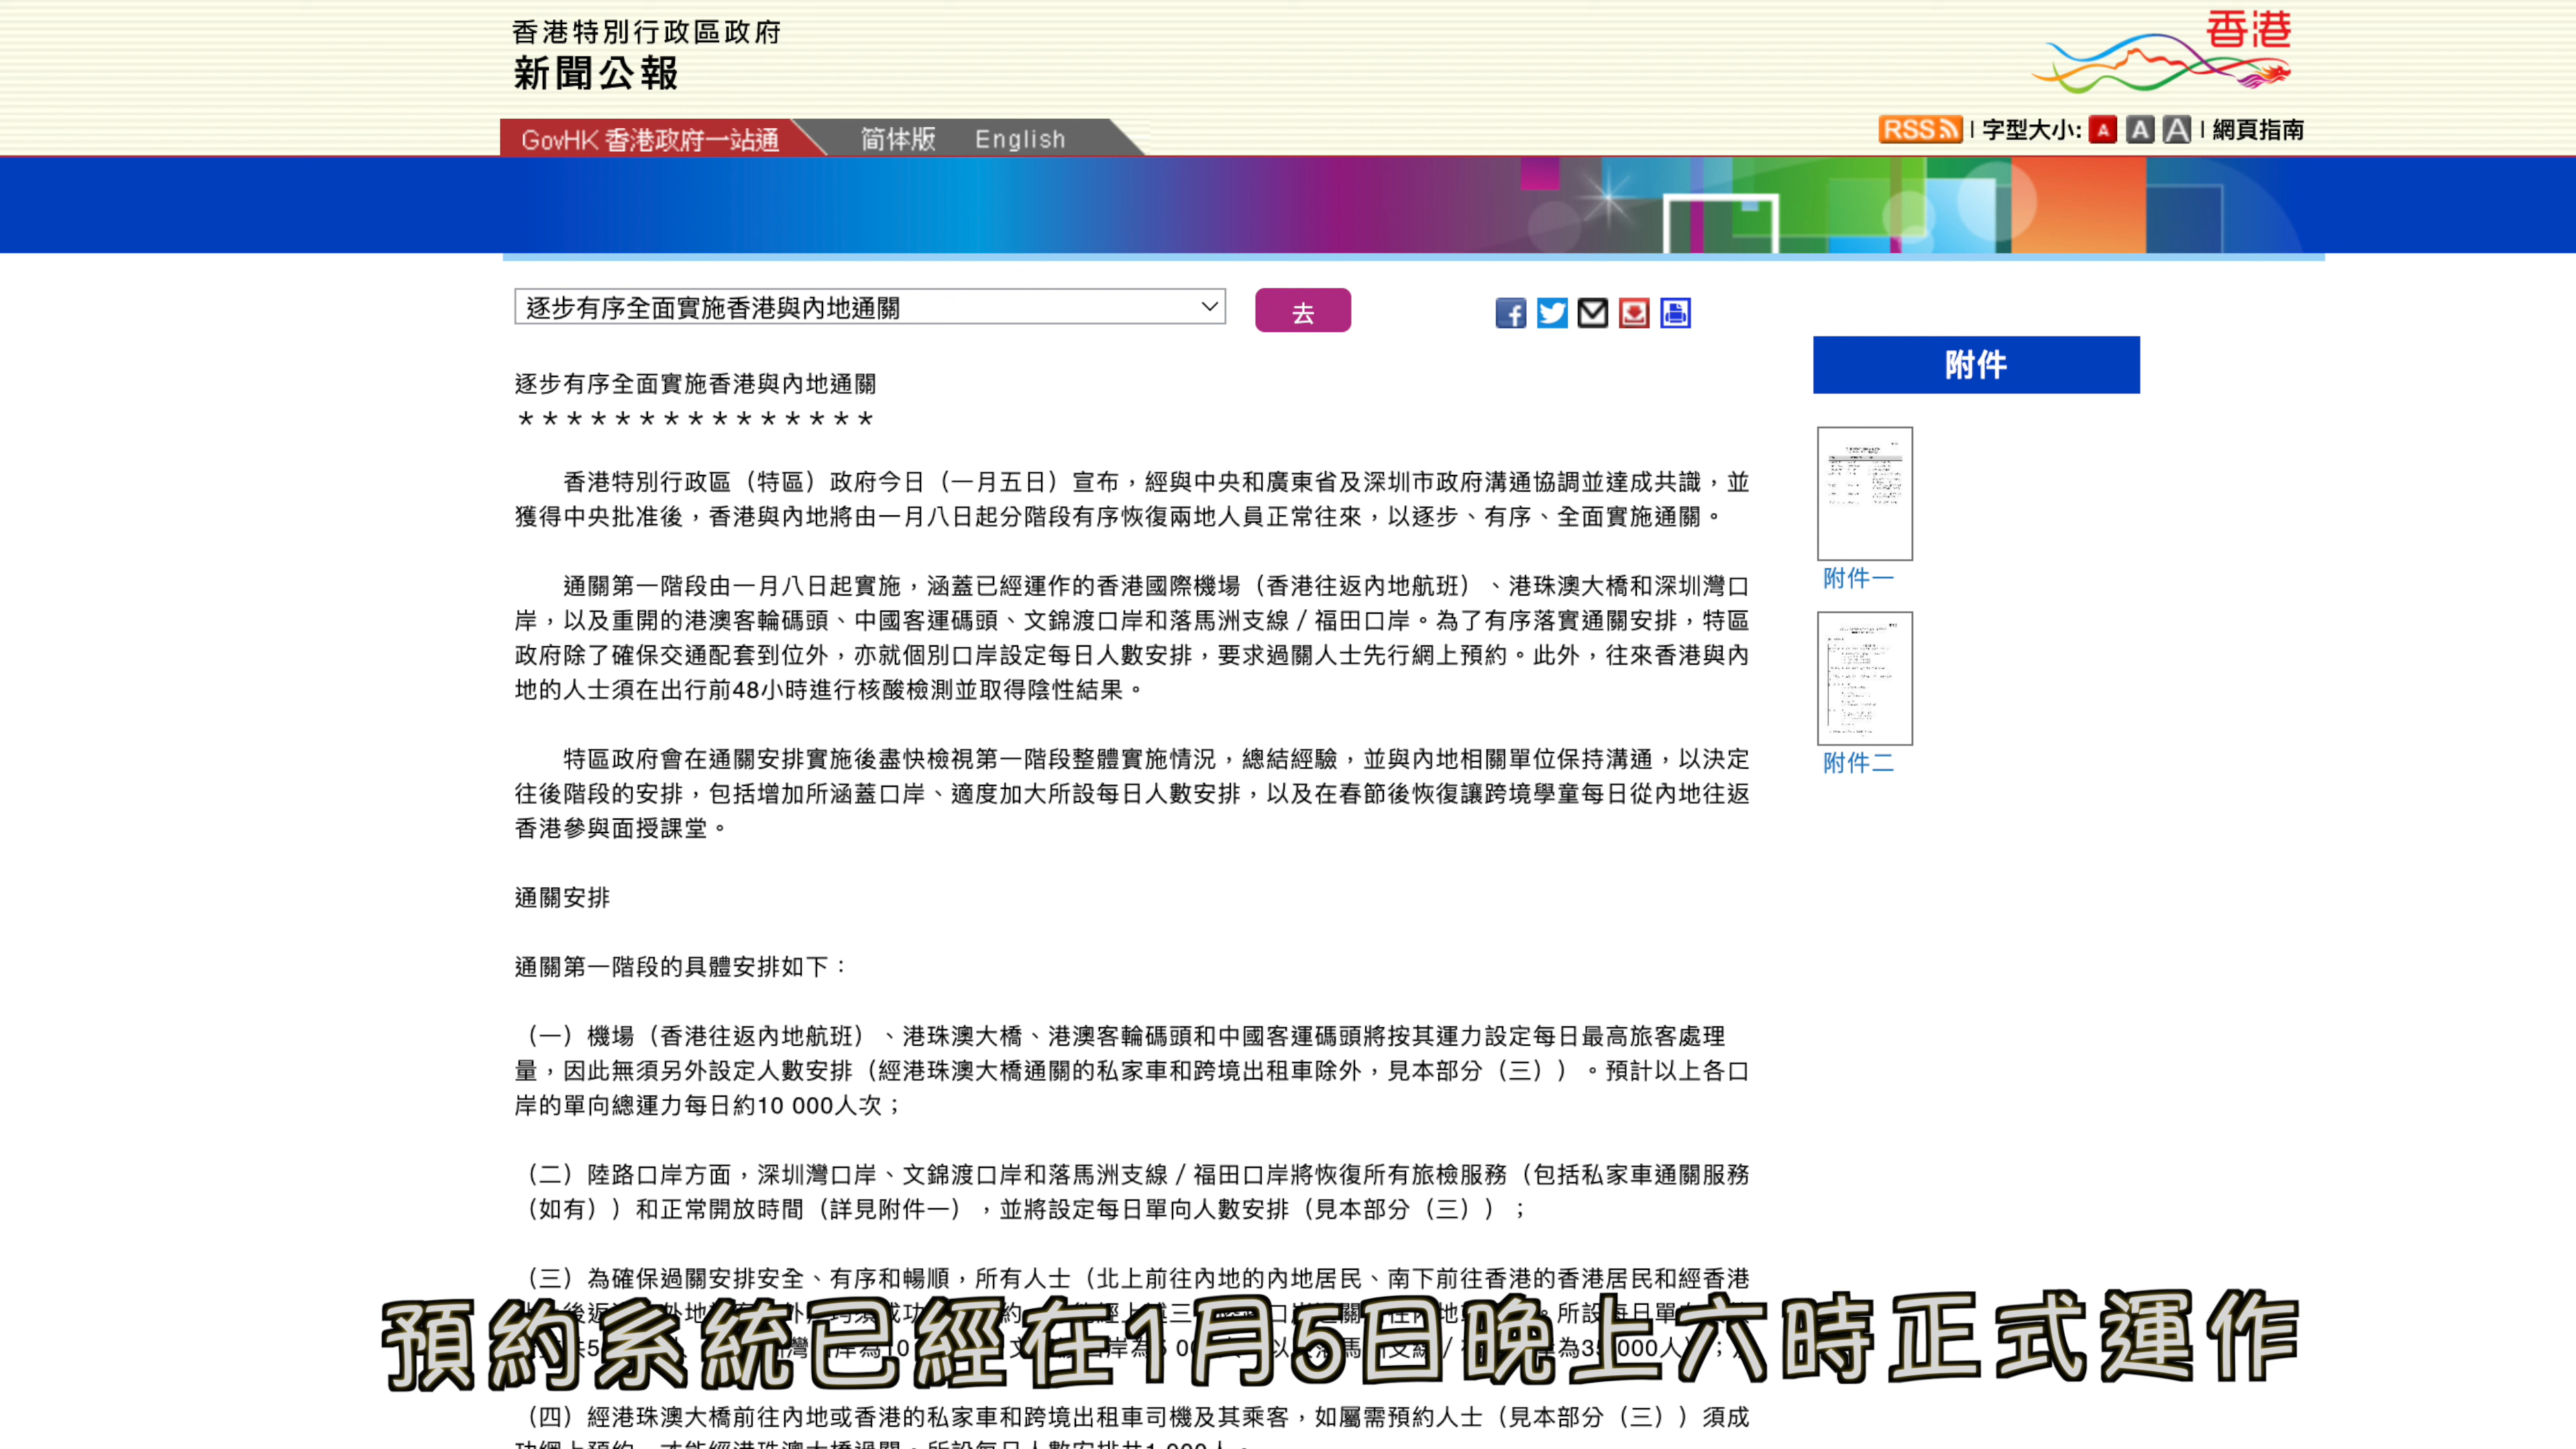 香港特別行政區政府
新聞公報
香港
GovHK 香港政府一站通 简体版 English
RSS 字型大小: A A A 網頁指南
逐步有序全面實施香港與內地通關 去
附件
逐步有序全面實施香港與內地通關
***************
香港特別行政區（特區）政府今日（一月五日）宣布，經與中央和廣東省及深圳市政府溝通協調並達成共識，並
獲得中央批准後，香港與內地將由一月八日起分階段有序恢復兩地人員正常往來，以逐步、有序、全面實施通關。
通關第一階段由一月八日起實施，涵蓋已經運作的香港國際機場（香港往返內地航班）、港珠澳大橋和深圳灣口
岸，以及重開的港澳客輪碼頭、中國客運碼頭、文錦渡口岸和落馬洲支線／福田口岸。為了有序落實通關安排，特區
政府除了確保交通配套到位外，亦就個別口岸設定每日人數安排，要求過關人士先行網上預約。此外，往來香港與內
地的人士須在出行前48小時進行核酸檢測並取得陰性結果。
特區政府會在通關安排實施後盡快檢視第一階段整體實施情況，總結經驗，並與內地相關單位保持溝通，以決定
往後階段的安排，包括增加所涵蓋口岸、適度加大所設每日人數安排，以及在春節後恢復讓跨境學童每日從內地往返
香港參與面授課堂。
附件一
附件二
通關安排
通關第一階段的具體安排如下：
（一）機場（香港往返內地航班）、港珠澳大橋、港澳客輪碼頭和中國客運碼頭將按其運力設定每日最高旅客處理
量，因此無須另外設定人數安排（經港珠澳大橋通關的私家車和跨境出租車除外，見本部分（三））。預計以上各口
岸的單向總運力每日約10 000人次；
（二）陸路口岸方面，深圳灣口岸、文錦渡口岸和落馬洲支線／福田口岸將恢復所有旅檢服務（包括私家車通關服務
（如有））和正常開放時間（詳見附件一），並將設定每日單向人數安排（見本部分（三））；
（三）為確保過關安排安全、有序和暢順，所有人士（北上前往內地的內地居民、南下前往香港的香港居民和經香港
預約系統已經在1月5日晚上六時正式運作
（四）經港珠澳大橋前往內地或香港的私家車和跨境出租車司機及其乘客，如屬需預約人士（見本部分（三））須成